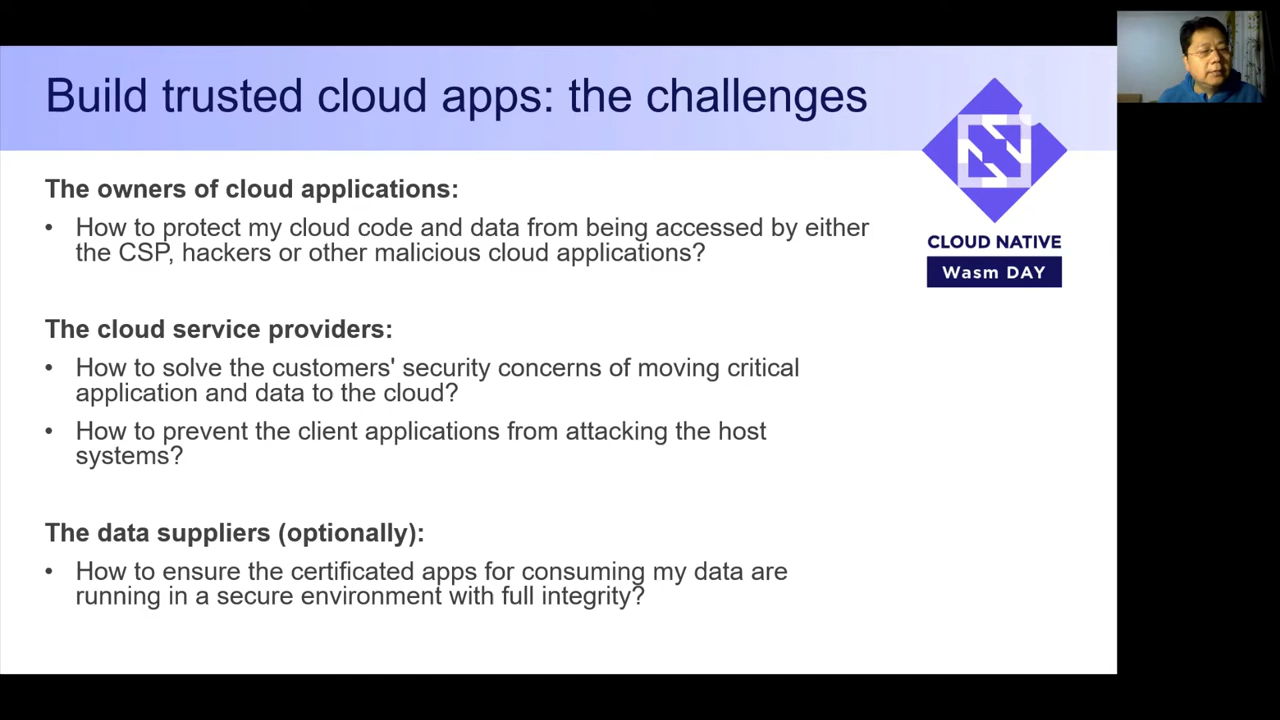 Build trusted cloud apps: the challenges
The owners of cloud applications:
• How to protect my cloud code and data from being accessed by either
the CSP, hackers or other malicious cloud applications?
The cloud service providers:
• How to solve the customers' security concerns of moving critical
application and data to the cloud?
• How to prevent the client applications from attacking the host
systems?
The data suppliers (optionally):
• How to ensure the certificated apps for consuming my data are
running in a secure environment with full integrity?
CLOUD NATIVE
Wasm DAY